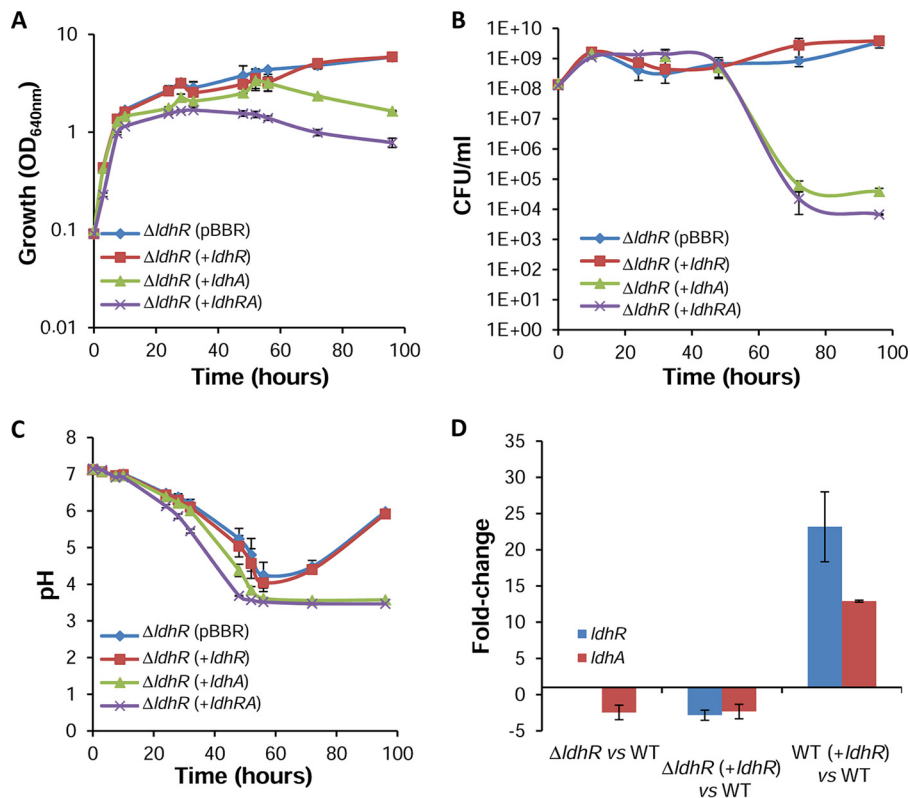 A
10
1
0.1
0.01
Growth (OD640nm)
ΔldhR (pBBR)
ΔldhR (+ldhR)
ΔldhR (+ldhA)
ΔldhR (+ldhRA)
0 20 40 60 80 100
Time (hours)
B
1E+10
1E+09
1E+08
1E+07
1E+06
1E+05
1E+04
1E+03
1E+02
1E+01
1E+00
CFU/ml
ΔldhR (pBBR)
ΔldhR (+ldhR)
ΔldhR (+ldhA)
ΔldhR (+ldhRA)
0 20 40 60 80 100
Time (hours)
C
8
7
6
5
4
3
2
1
0
pH
ΔldhR (pBBR)
ΔldhR (+ldhR)
ΔldhR (+ldhA)
ΔldhR (+ldhRA)
0 20 40 60 80 100
Time (hours)
D
35
30
25
20
15
10
5
0
-5
Fold-change
ldhR
ldhA
ΔldhR vs WT
ΔldhR (+ldhR)
vs WT
WT (+ldhR)
vs WT